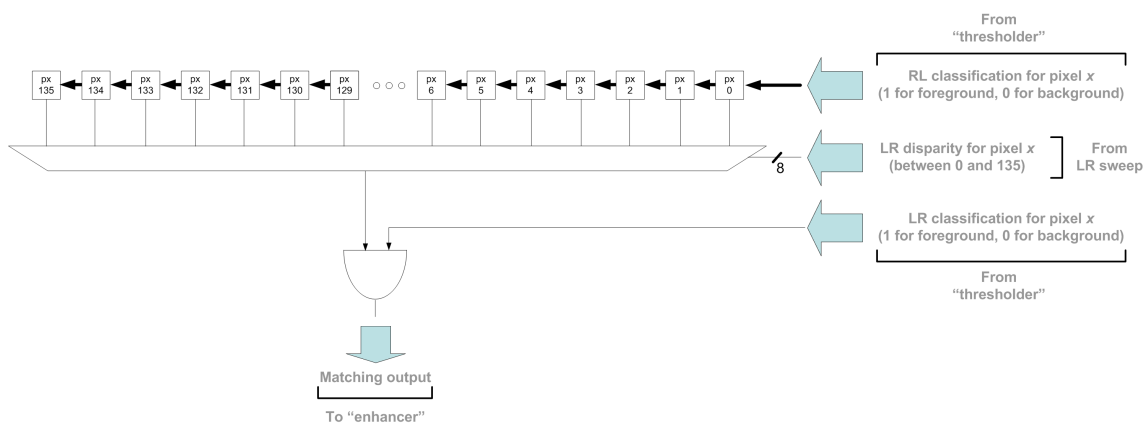 From
“thresholder”
px
135
px
134
px
133
px
132
px
131
px
130
px
129
px
6
px
5
px
4
px
3
px
2
px
1
px
0
RL classification for pixel x
(1 for foreground, 0 for background)
8
LR disparity for pixel x
(between 0 and 135)
From
LR sweep
LR classification for pixel x
(1 for foreground, 0 for background)
From
“thresholder”
Matching output
To “enhancer”